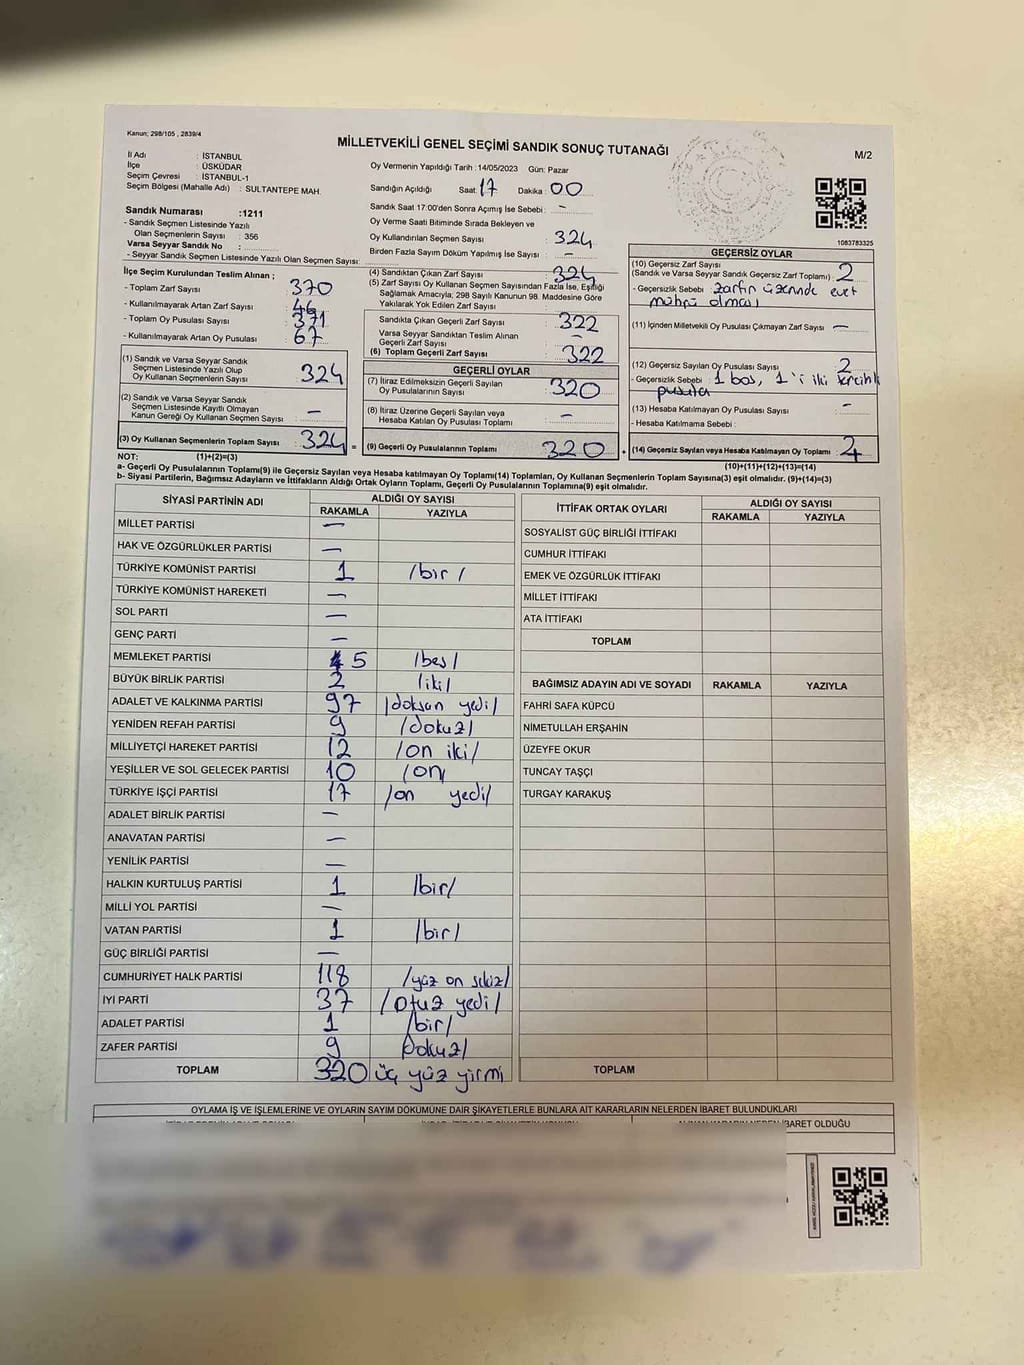 Kanun; 298/105 , 2839/4
MİLLETVEKİLİ GENEL SEÇİMİ SANDIK SONUÇ TUTANAĞI
M/2
İl Adı : İSTANBUL
İlçe : ÜSKÜDAR
Seçim Çevresi : İSTANBUL-1
Seçim Bölgesi (Mahalle Adı) : SULTANTEPE MAH.
Sandık Numarası :1211
- Sandık Seçmen Listesinde Yazılı
Olan Seçmenlerin Sayısı : 356
Varsa Seyyar Sandık No :
- Seyyar Sandık Seçmen Listesinde Yazılı Olan Seçmen Sayısı:
Oy Vermenin Yapıldığı Tarih : 14/05/2023 Gün: Pazar
Sandığın Açıldığı Saat: 17 Dakika : 00
Sandık Saat 17:00'den Sonra Açımış İse Sebebi : -
Oy Verme Saati Bitiminde Sırada Bekleyen ve
Oy Kullandırılan Seçmen Sayısı : 324
Birden Fazla Sayım Döküm Yapılmış İse Sayısı : -
1083783325
İlçe Seçim Kurulundan Teslim Alınan ;
- Toplam Zarf Sayısı : 370
- Kullanılmayarak Artan Zarf Sayısı : 46
- Toplam Oy Pusulası Sayısı : 371
- Kullanılmayarak Artan Oy Pusulası : 67
(1) Sandık ve Varsa Seyyar Sandık
Seçmen Listesinde Yazılı Olup
Oy Kullanan Seçmenlerin Sayısı : 324
(2) Sandık ve Varsa Seyyar Sandık
Seçmen Listesinde Kayıtlı Olmayan
Kanun Gereği Oy Kullanan Seçmen Sayısı : -
(3) Oy Kullanan Seçmenlerin Toplam Sayısı : 324 =
(4) Sandıktan Çıkan Zarf Sayısı : 324
(5) Zarf Sayısı Oy Kullanan Seçmen Sayısından Fazla İse, Eşitliği
Sağlamak Amacıyla; 298 Sayılı Kanunun 98. Maddesine Göre
Yakılarak Yok Edilen Zarf Sayısı :
Sandıkta Çıkan Geçerli Zarf Sayısı : 322
Varsa Seyyar Sandıktan Teslim Alınan
Geçerli Zarf Sayısı : -
(6) Toplam Geçerli Zarf Sayısı : 322
GEÇERLİ OYLAR
(7) İtiraz Edilmeksizin Geçerli Sayılan
Oy Pusulalarının Sayısı : 320
(8) İtiraz Üzerine Geçerli Sayılan veya
Hesaba Katılan Oy Pusulası Toplamı : -
(9) Geçerli Oy Pusulalarının Toplamı 320 +
GEÇERSİZ OYLAR
(10) Geçersiz Zarf Sayısı
(Sandık ve Varsa Seyyar Sandık Geçersiz Zarf Toplamı) : 2
- Geçersizlik Sebebi : zarfın üzerinde evet
mührü olması
(11) İçinden Milletvekili Oy Pusulası Çıkmayan Zarf Sayısı : -
(12) Geçersiz Sayılan Oy Pusulası Sayısı : 2
- Geçersizlik Sebebi : 1 boş, 1'i iki tercihli
pusula
(13) Hesaba Katılmayan Oy Pusulası Sayısı : -
- Hesaba Katılmama Sebebi :
(14) Geçersiz Sayılan veya Hesaba Katılmayan Oy Toplamı : 4
NOT: (1)+(2)=(3)
(10)+(11)+(12)+(13)=(14)
a- Geçerli Oy Pusulalarının Toplamı(9) ile Geçersiz Sayılan veya Hesaba katılmayan Oy Toplamı(14) Toplamları, Oy Kullanan Seçmenlerin Toplam Sayısına(3) eşit olmalıdır. (9)+(14)=(3)
b- Siyasi Partilerin, Bağımsız Adayların ve İttifakların Aldığı Ortak Oyların Toplamı, Geçerli Oy Pusulalarının Toplamına(9) eşit olmalıdır.
SİYASİ PARTİNİN ADI ALDIĞI OY SAYISI
RAKAMLA YAZIYLA
MİLLET PARTİSİ -
HAK VE ÖZGÜRLÜKLER PARTİSİ -
TÜRKİYE KOMÜNİST PARTİSİ 1 /bir/
TÜRKİYE KOMÜNİST HAREKETİ -
SOL PARTİ -
GENÇ PARTİ -
MEMLEKET PARTİSİ 5 /beş/
BÜYÜK BİRLİK PARTİSİ 2 /iki/
ADALET VE KALKINMA PARTİSİ 97 /doksan yedi/
YENİDEN REFAH PARTİSİ 9 /dokuz/
MİLLİYETÇİ HAREKET PARTİSİ 12 /on iki/
YEŞİLLER VE SOL GELECEK PARTİSİ 10 /on/
TÜRKİYE İŞÇİ PARTİSİ 17 /on yedi/
ADALET BİRLİK PARTİSİ -
ANAVATAN PARTİSİ -
YENİLİK PARTİSİ -
HALKIN KURTULUŞ PARTİSİ 1 /bir/
MİLLİ YOL PARTİSİ -
VATAN PARTİSİ 1 /bir/
GÜÇ BİRLİĞİ PARTİSİ -
CUMHURİYET HALK PARTİSİ 118 /yüz on sekiz/
İYİ PARTİ 37 /otuz yedi/
ADALET PARTİSİ 1 /bir/
ZAFER PARTİSİ 9 /dokuz/
TOPLAM 320 üç yüz yirmi
İTTİFAK ORTAK OYLARI ALDIĞI OY SAYISI
RAKAMLA YAZIYLA
SOSYALİST GÜÇ BİRLİĞİ İTTİFAKI
CUMHUR İTTİFAKI
EMEK VE ÖZGÜRLÜK İTTİFAKI
MİLLET İTTİFAKI
ATA İTTİFAKI
TOPLAM
BAĞIMSIZ ADAYIN ADI VE SOYADI RAKAMLA YAZIYLA
FAHRİ SAFA KÜPCÜ
NİMETULLAH ERŞAHİN
ÜZEYFE OKUR
TUNCAY TAŞÇI
TURGAY KARAKUŞ
TOPLAM
OYLAMA İŞ VE İŞLEMLERİNE VE OYLARIN SAYIM DÖKÜMÜNE DAİR ŞİKAYETLERLE BUNLARA AİT KARARLARIN NELERDEN İBARET BULUNDUKLARI
İBARET OLDUĞU